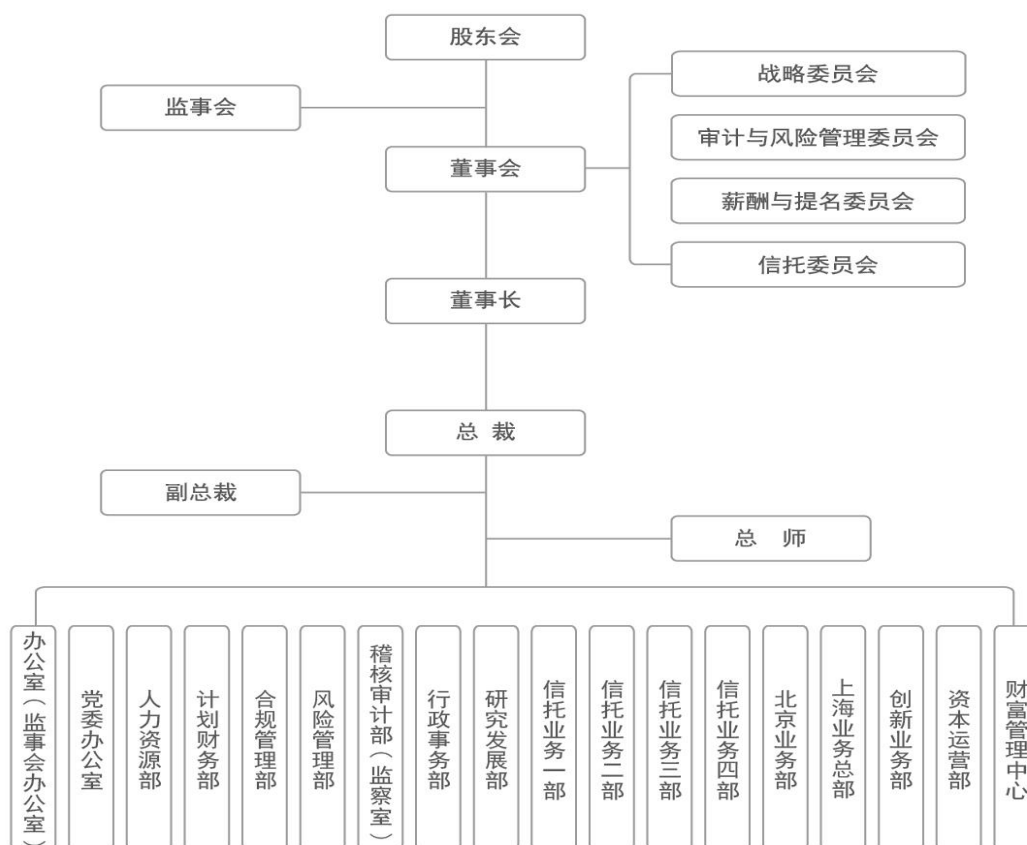 股东会
战略委员会
监事会
审计与风险管理委员会
董事会
薪酬与提名委员会
信托委员会
董事长
总 裁
副总裁
总 师
办公室（监事会办公室）
党委办公室
人力资源部
计划财务部
合规管理部
风险管理部
稽核审计部（监察室）
行政事务部
研究发展部
信托业务一部
信托业务二部
信托业务三部
信托业务四部
北京业务部
上海业务总部
创新业务部
资本运营部
财富管理中心